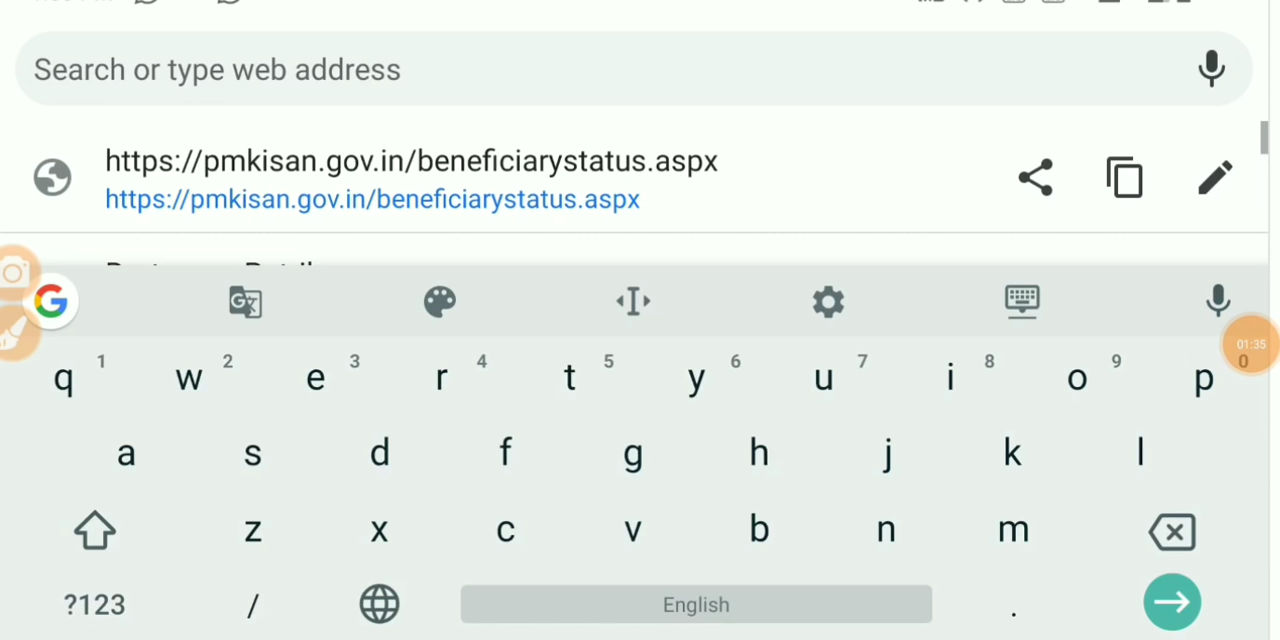 Search or type web address
https://pmkisan.gov.in/beneficiarystatus.aspx
https://pmkisan.gov.in/beneficiarystatus.aspx
01:35
q 1 w 2 e 3 r 4 t 5 y 6 u 7 i 8 o 9 p 0
a s d f g h j k l
z x c v b n m
?123 / English .